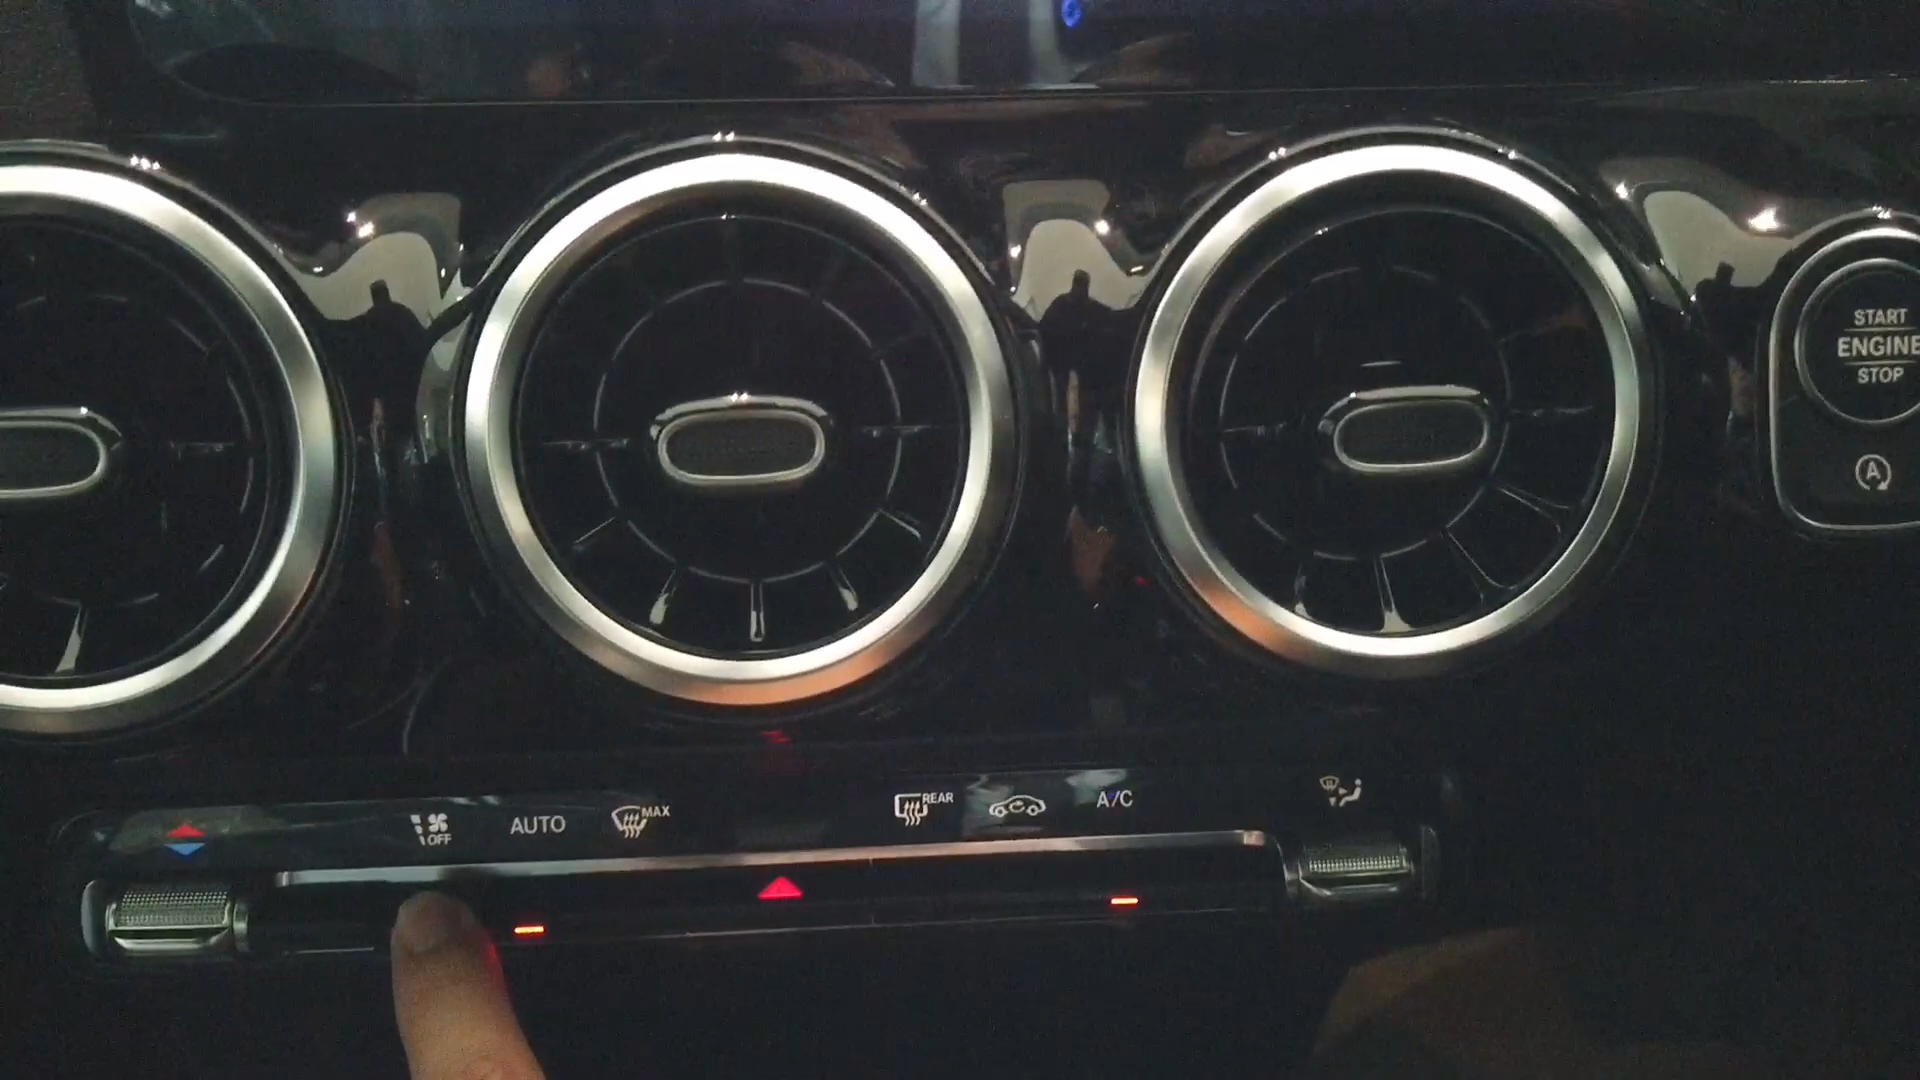 START
ENGINE
STOP
A
OFF
AUTO
MAX
REAR
A/C